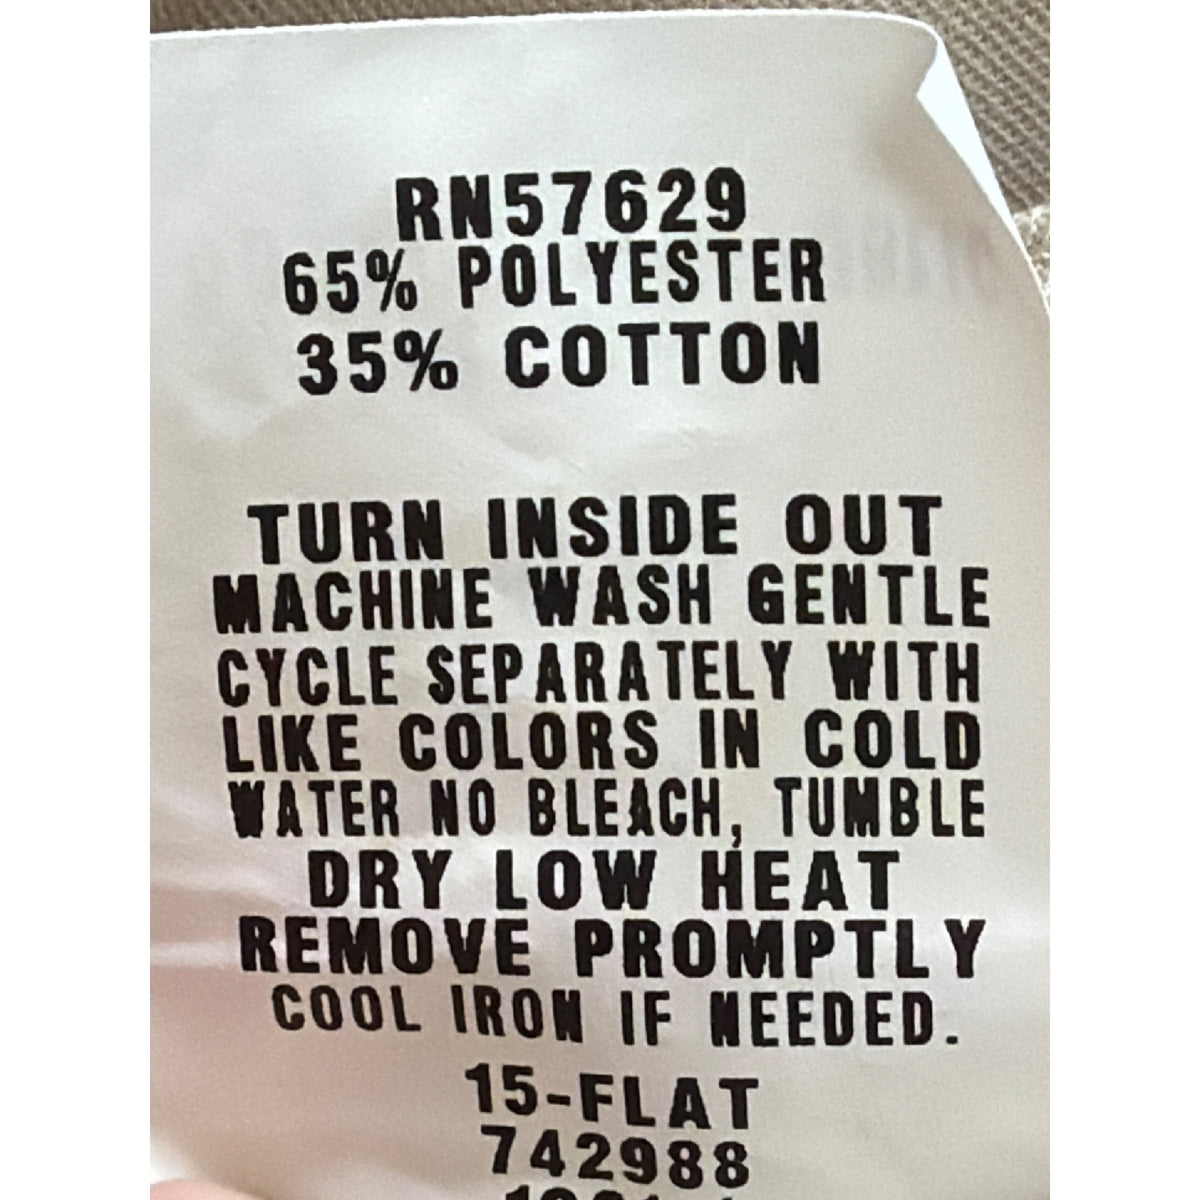 RN57629
65% POLYESTER
35% COTTON
TURN INSIDE OUT
MACHINE WASH GENTLE
CYCLE SEPARATELY WITH
LIKE COLORS IN COLD
WATER NO BLEACH, TUMBLE
DRY LOW HEAT
REMOVE PROMPTLY
COOL IRON IF NEEDED.
15-FLAT
742988